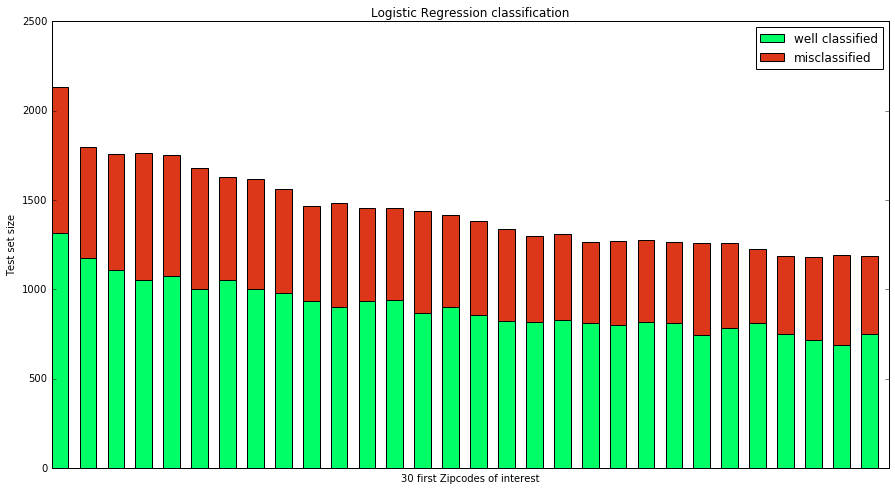 Logistic Regression classification
well classified
misclassified
2500
2000
1500
1000
500
0
Test set size
30 first Zipcodes of interest